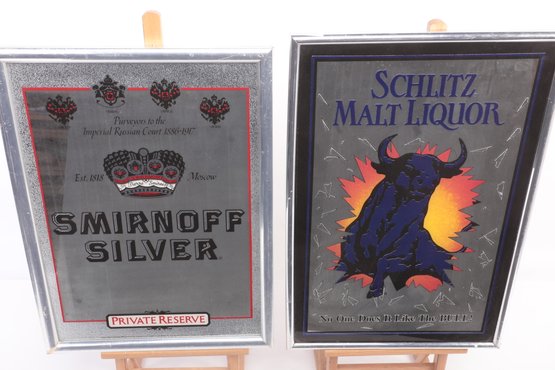 Purveyors to the
Imperial Russian Court 1886-1917
Est. 1818 Moscow
SMIRNOFF
SILVER
PRIVATE RESERVE
SCHLITZ
MALT LIQUOR
No One Does It Like The BULL!